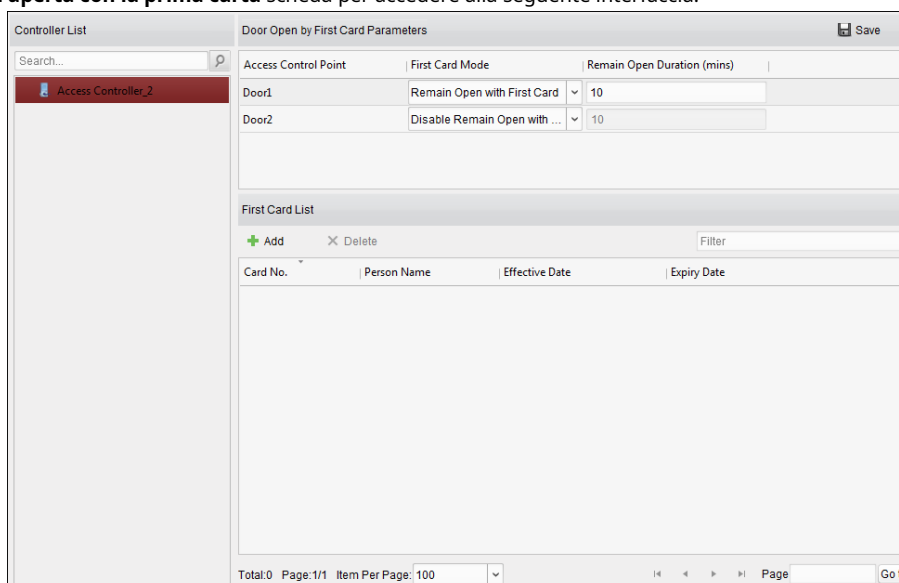 aperta con la prima carta scheda per accedere alla seguente interfaccia.
Controller List
Door Open by First Card Parameters
Save
Search...
Access Control Point
First Card Mode
Remain Open Duration (mins)
Access Controller_2
Door1
Remain Open with First Card
10
Door2
Disable Remain Open with ...
10
First Card List
Add
Delete
Filter
Card No.
Person Name
Effective Date
Expiry Date
Total:0 Page:1/1 Item Per Page: 100
Page
Go